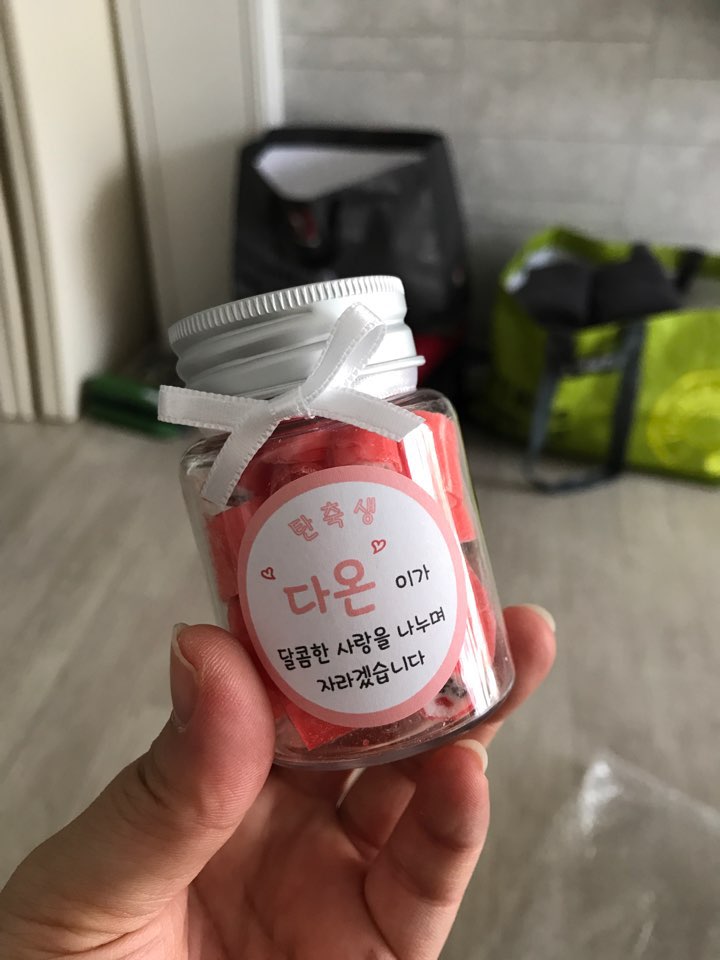 탄축생
다온 이가
달콤한 사랑을 나누며
자라겠습니다